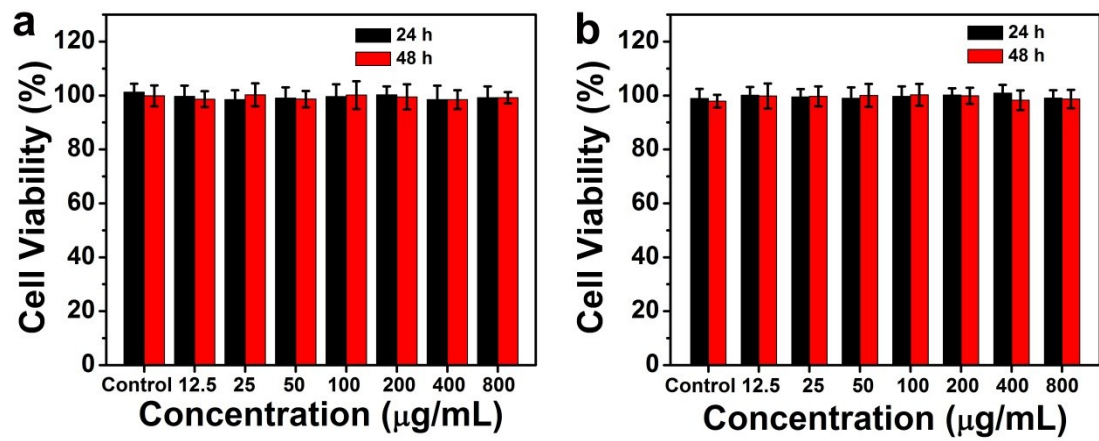 a
24 h
48 h
Cell Viability (%)
120
100
80
60
40
20
0
Control 12.5 25 50 100 200 400 800
Concentration (μg/mL)
b
24 h
48 h
Cell Viability (%)
120
100
80
60
40
20
0
Control 12.5 25 50 100 200 400 800
Concentration (μg/mL)